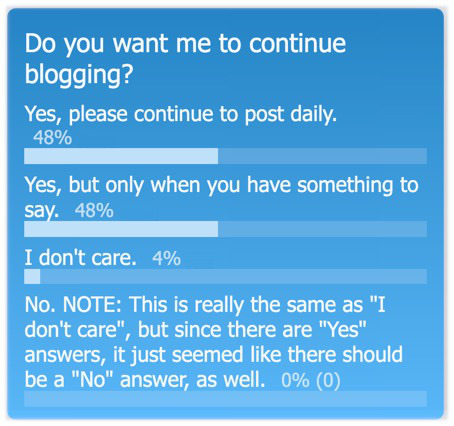 Do you want me to continue
blogging?
Yes, please continue to post daily.
48%
Yes, but only when you have something to
say. 48%
I don't care. 4%
No. NOTE: This is really the same as "I
don't care", but since there are "Yes"
answers, it just seemed like there should
be a "No" answer, as well. 0% (0)